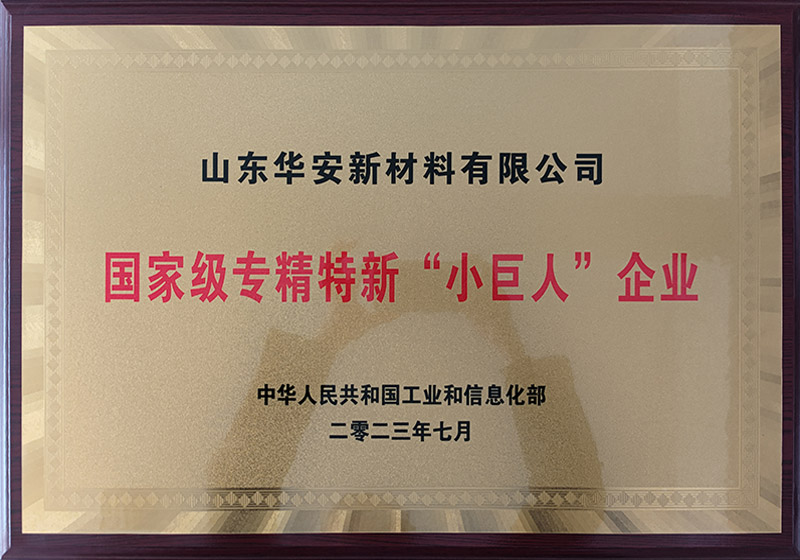 山东华安新材料有限公司
国家级专精特新“小巨人”企业
中华人民共和国工业和信息化部
二零二三年七月